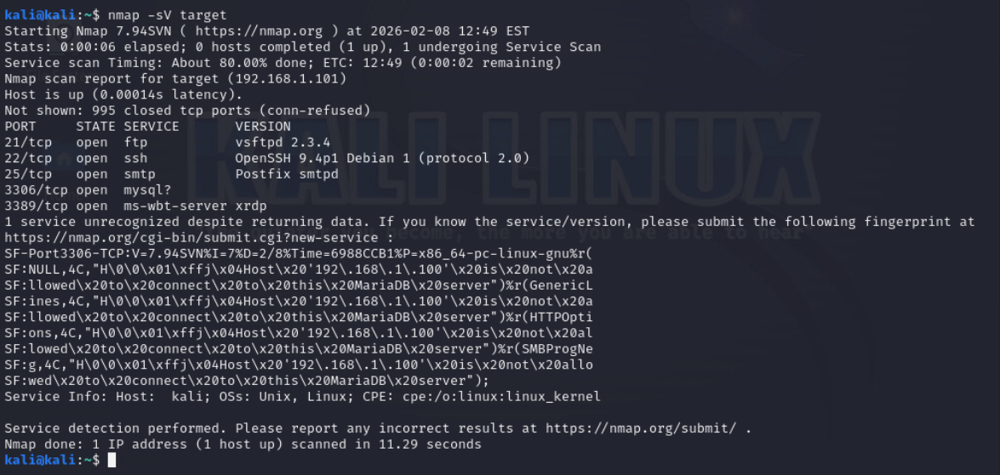 kali@kali:~$ nmap -sV target
Starting Nmap 7.94SVN ( https://nmap.org ) at 2026-02-08 12:49 EST
Stats: 0:00:06 elapsed; 0 hosts completed (1 up), 1 undergoing Service Scan
Service scan Timing: About 80.00% done; ETC: 12:49 (0:00:02 remaining)
Nmap scan report for target (192.168.1.101)
Host is up (0.00014s latency).
Not shown: 995 closed tcp ports (conn-refused)
PORT     STATE SERVICE       VERSION
21/tcp   open  ftp           vsftpd 2.3.4
22/tcp   open  ssh           OpenSSH 9.4p1 Debian 1 (protocol 2.0)
25/tcp   open  smtp          Postfix smtpd
3306/tcp open  mysql?
3389/tcp open  ms-wbt-server xrdp
1 service unrecognized despite returning data. If you know the service/version, please submit the following fingerprint at
https://nmap.org/cgi-bin/submit.cgi?new-service :
SF-Port3306-TCP:V=7.94SVN%I=7%D=2/8%Time=6988CCB1%P=x86_64-pc-linux-gnu%r(
SF:NULL,4C,"H\0\0\x01\xffj\x04Host\x20'192\.168\.1\.100'\x20is\x20not\x20a
SF:llowed\x20to\x20connect\x20to\x20this\x20MariaDB\x20server")%r(GenericL
SF:ines,4C,"H\0\0\x01\xffj\x04Host\x20'192\.168\.1\.100'\x20is\x20not\x20a
SF:llowed\x20to\x20connect\x20to\x20this\x20MariaDB\x20server")%r(HTTPOpti
SF:ons,4C,"H\0\0\x01\xffj\x04Host\x20'192\.168\.1\.100'\x20is\x20not\x20al
SF:lowed\x20to\x20connect\x20to\x20this\x20MariaDB\x20server")%r(SMBProgNe
SF:g,4C,"H\0\0\x01\xffj\x04Host\x20'192\.168\.1\.100'\x20is\x20not\x20allo
SF:wed\x20to\x20connect\x20to\x20this\x20MariaDB\x20server");
Service Info: Host:  kali; OSs: Unix, Linux; CPE: cpe:/o:linux:linux_kernel

Service detection performed. Please report any incorrect results at https://nmap.org/submit/ .
Nmap done: 1 IP address (1 host up) scanned in 11.29 seconds
kali@kali:~$
KALI LINUX
become, the more you are able to hear"